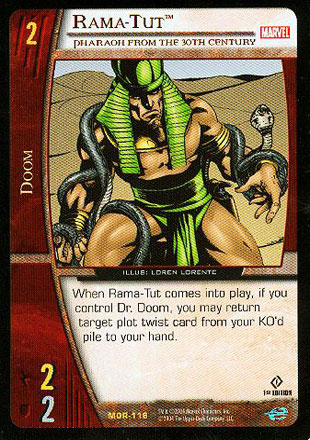 2
RAMA-TUT™
PHARAOH FROM THE 30TH CENTURY
MARVEL
DOOM
ILLUS: LOREN LORENTE
When Rama-Tut comes into play, if you
control Dr. Doom, you may return
target plot twist card from your KO'd
pile to your hand.
2
2
MOR-118
1ST EDITION